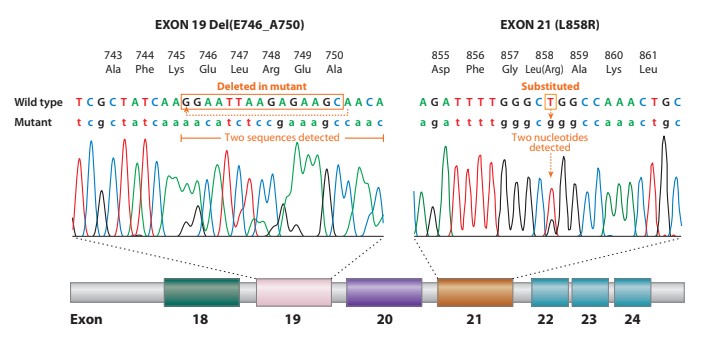 EXON 19 Del(E746_A750)
743 744 745 746 747 748 749 750
Ala Phe Lys Glu Leu Arg Glu Ala
Deleted in mutant
Wild type T C G C T A T C A A G G A A T T A A G A G A A G C A A C A
Mutant t c g c t a t c a a a a c a t c t c c g a a a g c c a a c a
Two sequences detected
EXON 21 (L858R)
855 856 857 858 859 860 861
Asp Phe Gly Leu(Arg) Ala Lys Leu
Substituted
A G A T T T T G G G C T G G C C A A A C T G C
a g a t t t t g g g c g g g c c a a a c t g c
Two nucleotides
detected
Exon 18 19 20 21 22 23 24